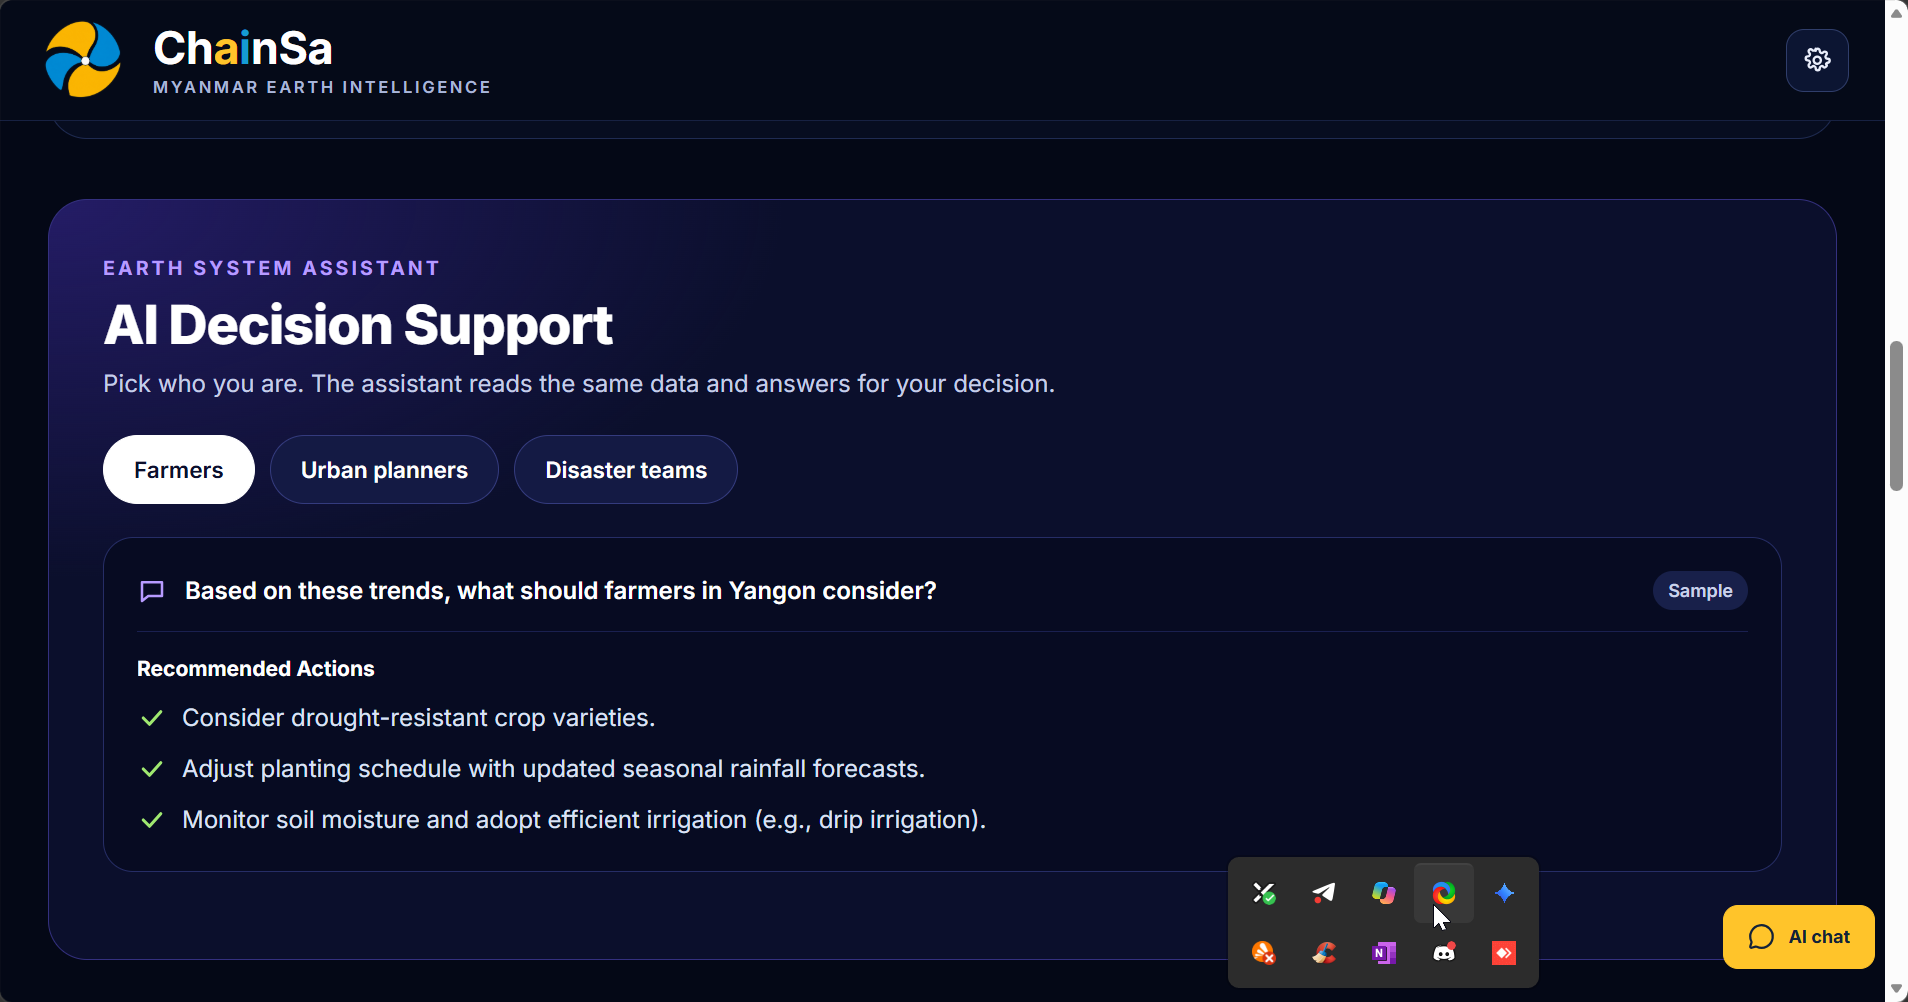 ChainSa
MYANMAR EARTH INTELLIGENCE
EARTH SYSTEM ASSISTANT
AI Decision Support
Pick who you are. The assistant reads the same data and answers for your decision.
Farmers
Urban planners
Disaster teams
Based on these trends, what should farmers in Yangon consider?
Sample
Recommended Actions
Consider drought-resistant crop varieties.
Adjust planting schedule with updated seasonal rainfall forecasts.
Monitor soil moisture and adopt efficient irrigation (e.g., drip irrigation).
N
AI chat